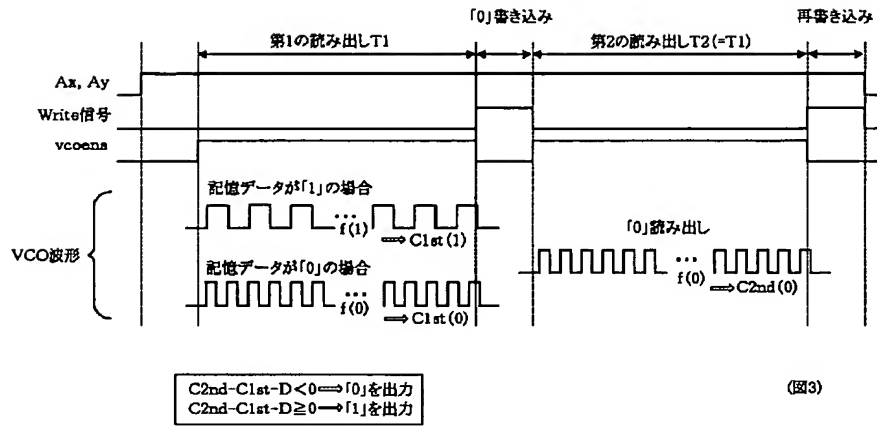 「0」書き込み
再書き込み
第1の読み出しT1
第2の読み出しT2(=T1)
Ax, Ay
Write信号
vcoena
記憶データが「1」の場合
f(1)
C1st(1)
「0」読み出し
VCO波形
記憶データが「0」の場合
f(0)
C1st(0)
f(0)
C2nd(0)
C2nd-C1st-D<0⟹「0」を出力
C2nd-C1st-D≧0⟶「1」を出力
(図3)